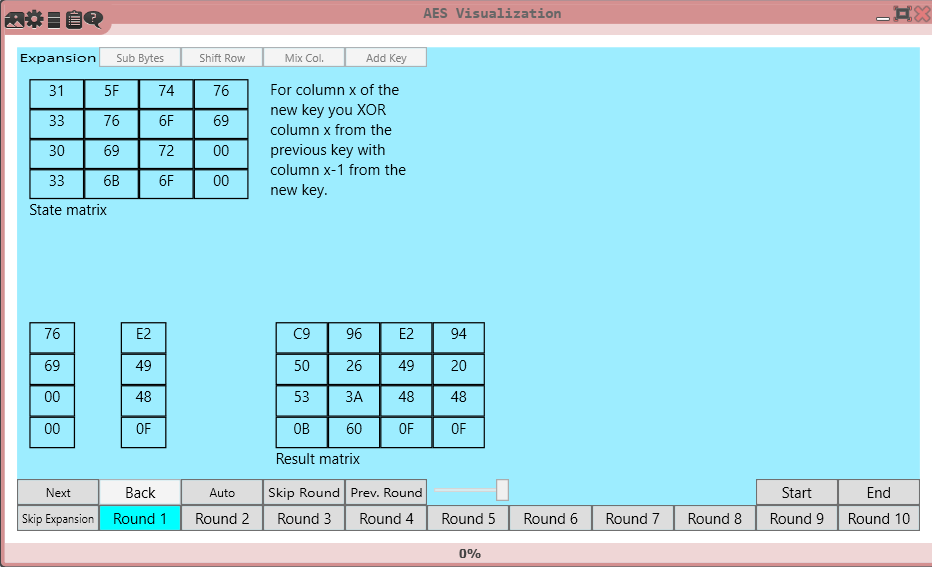 AES Visualization
Expansion Sub Bytes Shift Row Mix Col. Add Key
31 5F 74 76
33 76 6F 69
30 69 72 00
33 6B 6F 00
State matrix
For column x of the
new key you XOR
column x from the
previous key with
column x-1 from the
new key.
76 E2 C9 96 E2 94
69 49 50 26 49 20
00 48 53 3A 48 48
00 0F 0B 60 0F 0F
Result matrix
Next Back Auto Skip Round Prev. Round Start End
Skip Expansion Round 1 Round 2 Round 3 Round 4 Round 5 Round 6 Round 7 Round 8 Round 9 Round 10
0%